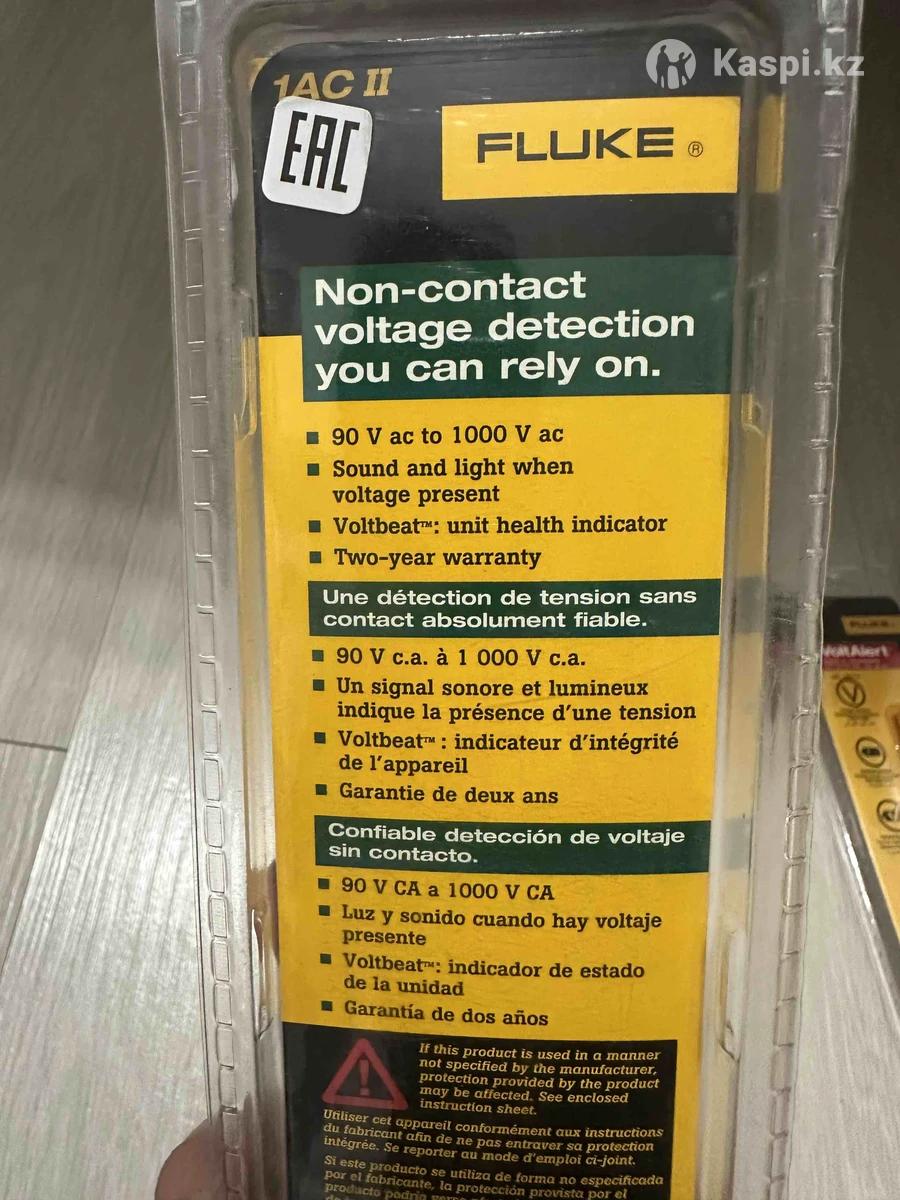 Kaspi.kz
1AC II
EAC
FLUKE ®
Non-contact
voltage detection
you can rely on.
■ 90 V ac to 1000 V ac
■ Sound and light when
voltage present
■ Voltbeat™: unit health indicator
■ Two-year warranty
Une détection de tension sans
contact absolument fiable.
■ 90 V c.a. à 1 000 V c.a.
■ Un signal sonore et lumineux
indique la présence d'une tension
■ Voltbeat™ : indicateur d'intégrité
de l'appareil
■ Garantie de deux ans
Confiable detección de voltaje
sin contacto.
■ 90 V CA a 1000 V CA
■ Luz y sonido cuando hay voltaje
presente
■ Voltbeat™: indicador de estado
de la unidad
■ Garantía de dos años
If this product is used in a manner
not specified by the manufacturer,
protection provided by the product
may be affected. See enclosed
instruction sheet.
Utiliser cet appareil conformément aux instructions
du fabricant afin de ne pas entraver sa protection
intégrée. Se reporter au mode d'emploi ci-joint.
Si este producto se utiliza de forma no especificada
por el fabricante, la protección provista por el
producto podría
FLUKE
VoltAlert